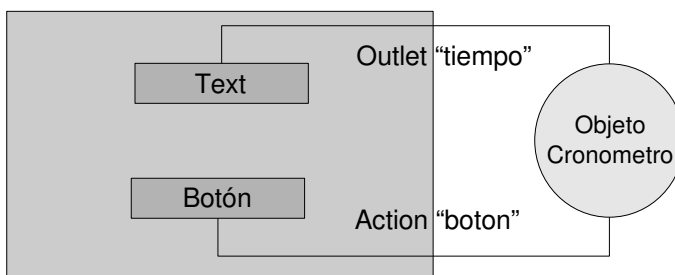 Outlet “tiempo”
Text
Objeto
Cronometro
Botón
Action “boton”